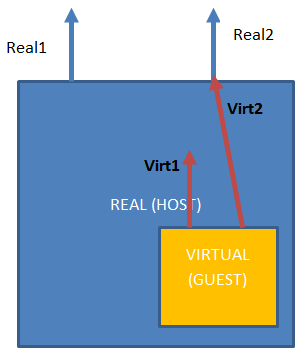 Real1
Real2
Virt2
Virt1
REAL (HOST)
VIRTUAL
(GUEST)